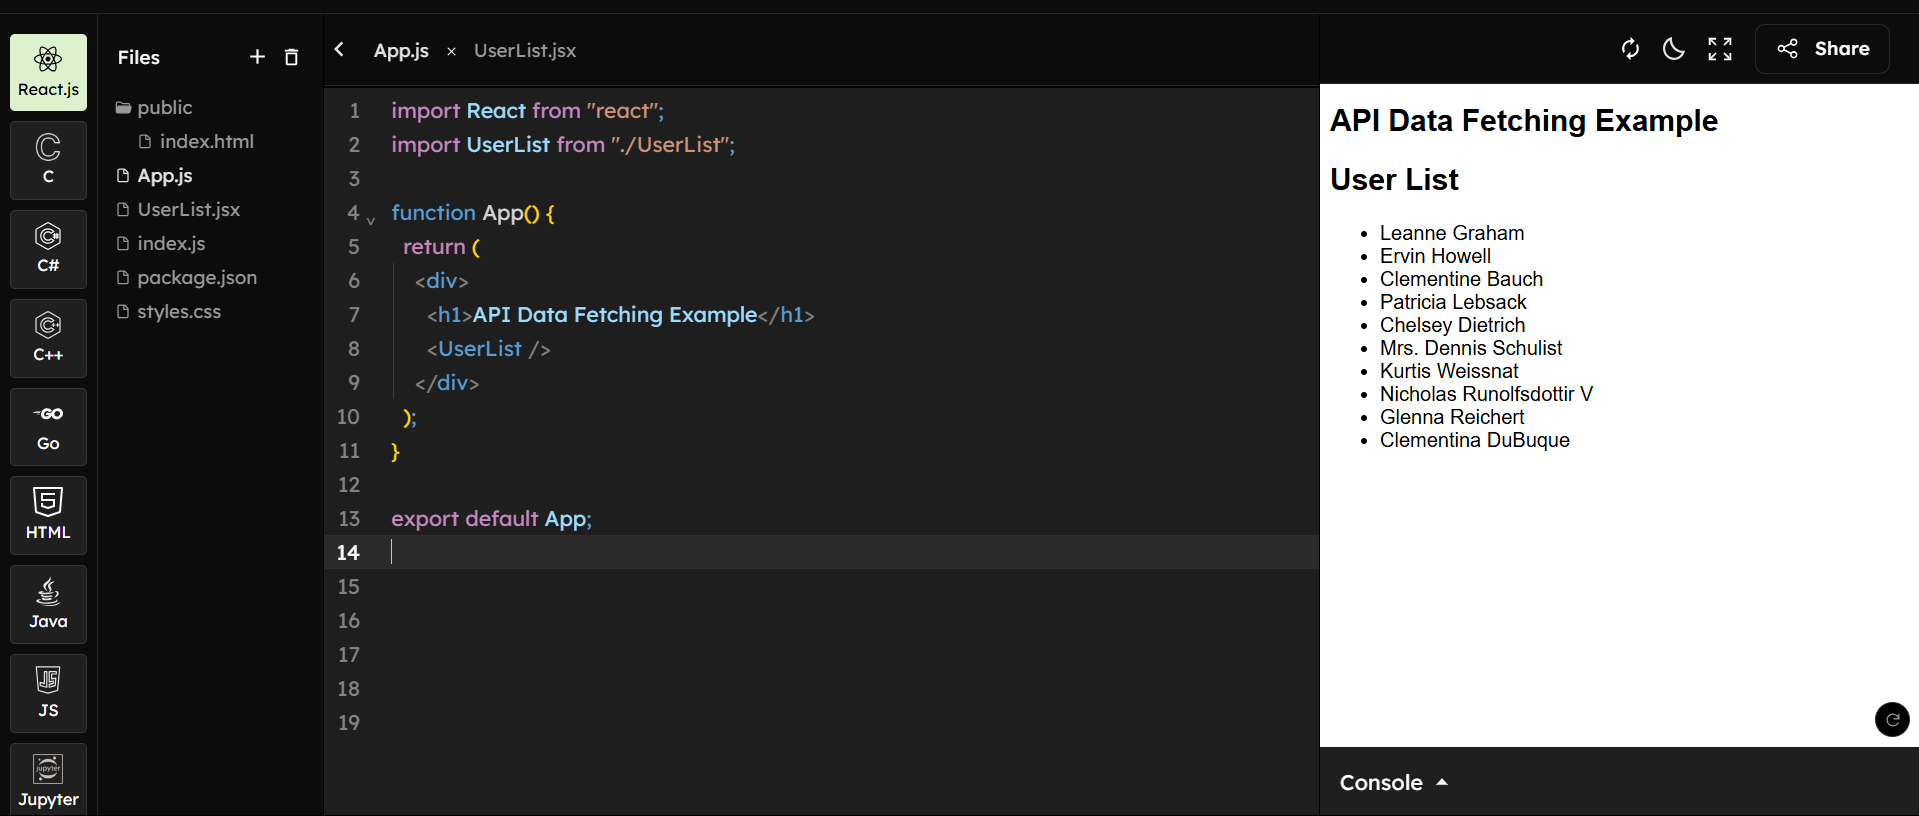 React.js
C
C#
C++
GO
Go
5
HTML
Java
JS
JS
jupyter
Jupyter
Files
public
index.html
App.js
UserList.jsx
index.js
package.json
styles.css
App.js × UserList.jsx
1 import React from "react";
2 import UserList from "./UserList";
3
4 function App() {
5 return (
6 <div>
7 <h1>API Data Fetching Example</h1>
8 <UserList />
9 </div>
10 );
11 }
12
13 export default App;
14
15
16
17
18
19
Share
API Data Fetching Example
User List
• Leanne Graham
• Ervin Howell
• Clementine Bauch
• Patricia Lebsack
• Chelsey Dietrich
• Mrs. Dennis Schulist
• Kurtis Weissnat
• Nicholas Runolfsdottir V
• Glenna Reichert
• Clementina DuBuque
Console